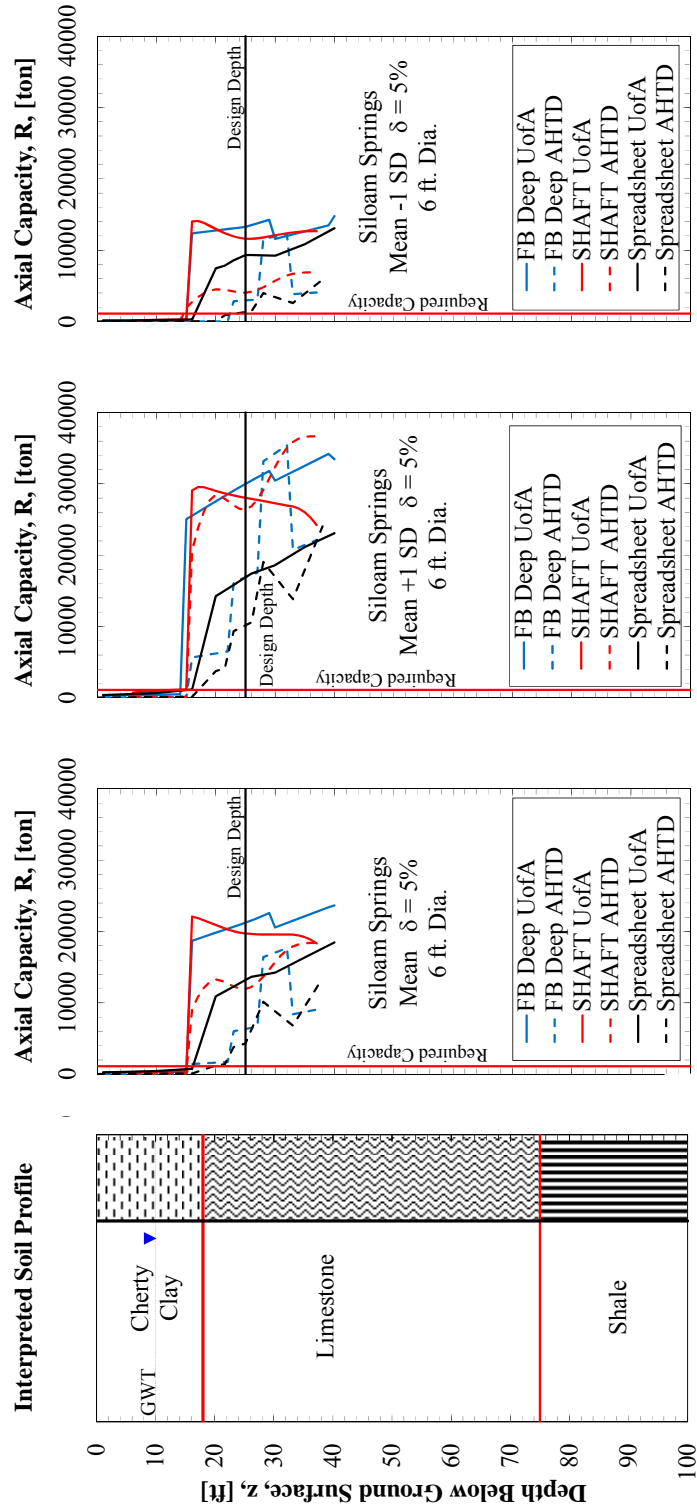 Interpreted Soil Profile
Depth Below Ground Surface, z, [ft]
0
10
20
30
40
50
60
70
80
90
100
GWT
Cherty
Clay
Limestone
Shale
Axial Capacity, R, [ton]
0 10000 20000 30000 40000
Design Depth
Required Capacity
Siloam Springs
Mean δ = 5%
6 ft. Dia.
FB Deep UofA
FB Deep AHTD
SHAFT UofA
SHAFT AHTD
Spreadsheet UofA
Spreadsheet AHTD
Axial Capacity, R, [ton]
0 10000 20000 30000 40000
Design Depth
Required Capacity
Siloam Springs
Mean +1 SD δ = 5%
6 ft. Dia.
FB Deep UofA
FB Deep AHTD
SHAFT UofA
SHAFT AHTD
Spreadsheet UofA
Spreadsheet AHTD
Axial Capacity, R, [ton]
0 10000 20000 30000 40000
Design Depth
Required Capacity
Siloam Springs
Mean -1 SD δ = 5%
6 ft. Dia.
FB Deep UofA
FB Deep AHTD
SHAFT UofA
SHAFT AHTD
Spreadsheet UofA
Spreadsheet AHTD